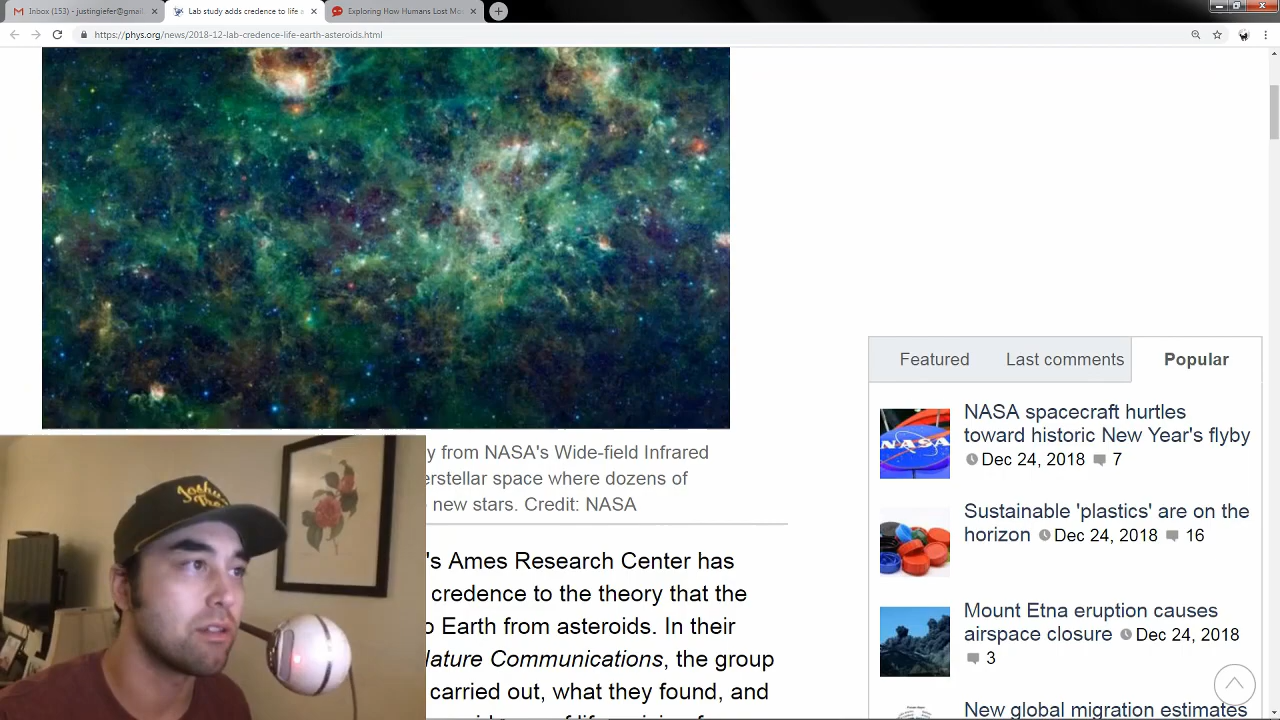 Inbox (153) - justingiefer@gmail
Lab study adds credence to life a
Exploring How Humans Lost Mo
https://phys.org/news/2018-12-lab-credence-life-earth-asteroids.html
y from NASA's Wide-field Infrared
erstellar space where dozens of
new stars. Credit: NASA
's Ames Research Center has
credence to the theory that the
o Earth from asteroids. In their
Nature Communications, the group
carried out, what they found, and
Joshua
Tree
Featured Last comments Popular
NASA spacecraft hurtles
toward historic New Year's flyby
Dec 24, 2018 7
NASA
Sustainable 'plastics' are on the
horizon Dec 24, 2018 16
Mount Etna eruption causes
airspace closure Dec 24, 2018
3
New global migration estimates